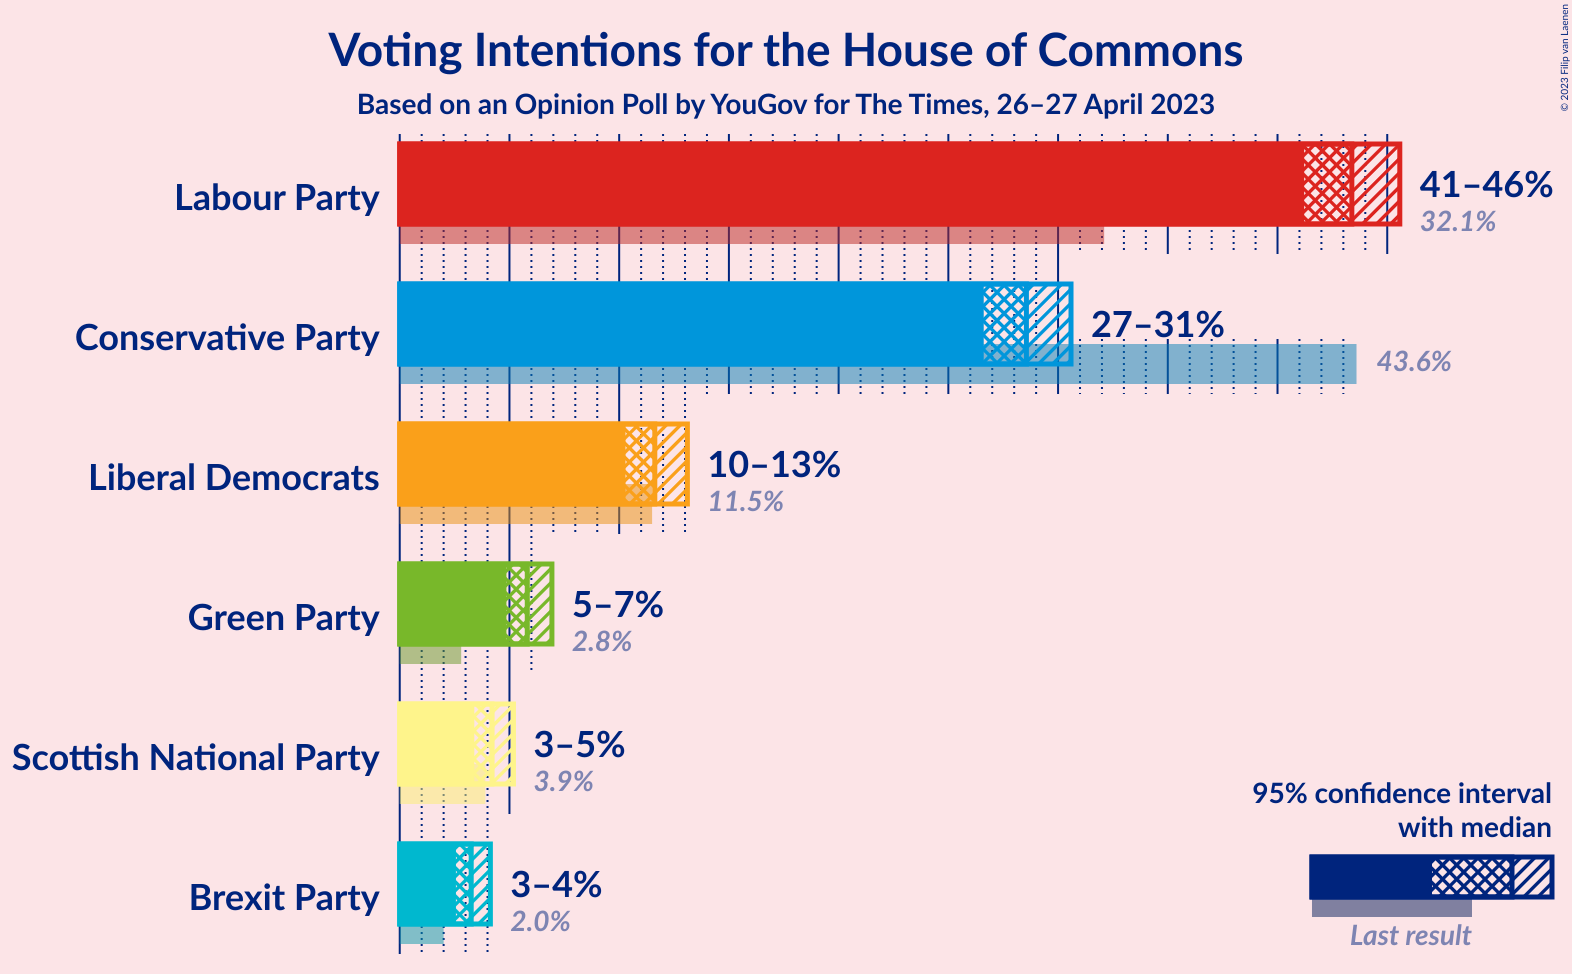 Voting Intentions for the House of Commons
Based on an Opinion Poll by YouGov for The Times, 26–27 April 2023
© 2023 Filip van Laenen
Labour Party
41–46%
32.1%
Conservative Party
27–31%
43.6%
Liberal Democrats
10–13%
11.5%
Green Party
5–7%
2.8%
Scottish National Party
3–5%
3.9%
Brexit Party
3–4%
2.0%
95% confidence interval
with median
Last result